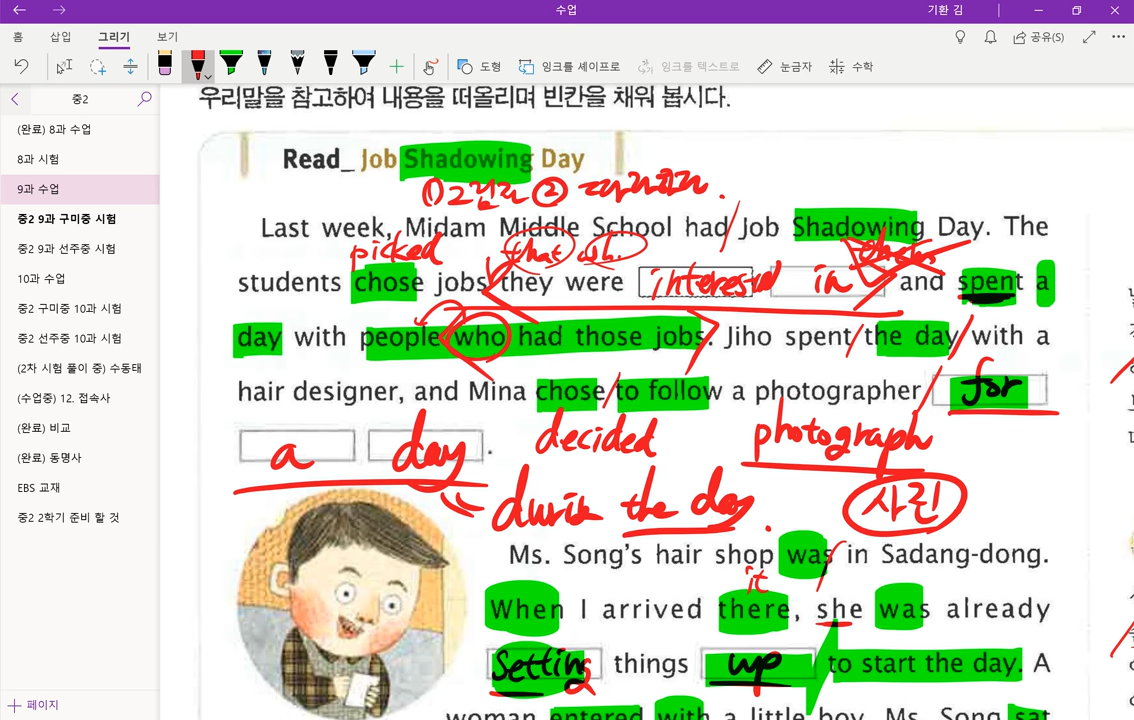 수업
기환 김
홈 삽입 그리기 보기
공유(S)
도형 잉크를 셰이프로 잉크를 텍스트로 눈금자 수학
중2
(완료) 8과 수업
8과 시험
9과 수업
중2 9과 구미중 시험
중2 9과 선주중 시험
10과 수업
중2 구미중 10과 시험
중2 선주중 10과 시험
(2차 시험 풀이 중) 수동태
(수업중) 12. 접속사
(완료) 비교
(완료) 동명사
EBS 교재
중2 2학기 준비 할 것
페이지
우리말을 참고하여 내용을 떠올리며 빈칸을 채워 봅시다.
Read_ Job Shadowing Day
① ②
Last week, Midam Middle School had Job Shadowing Day. The
picked that wh.
students chose jobs they were interested in and spent a
day with people who had those jobs. Jiho spent the day with a
hair designer, and Mina chose to follow a photographer for
a day.
decided photograph
during the day. 사진
Ms. Song's hair shop was in Sadang-dong.
it
When I arrived there, she was already
Setting things up to start the day. A
woman entered with a little boy. Ms. Song sat